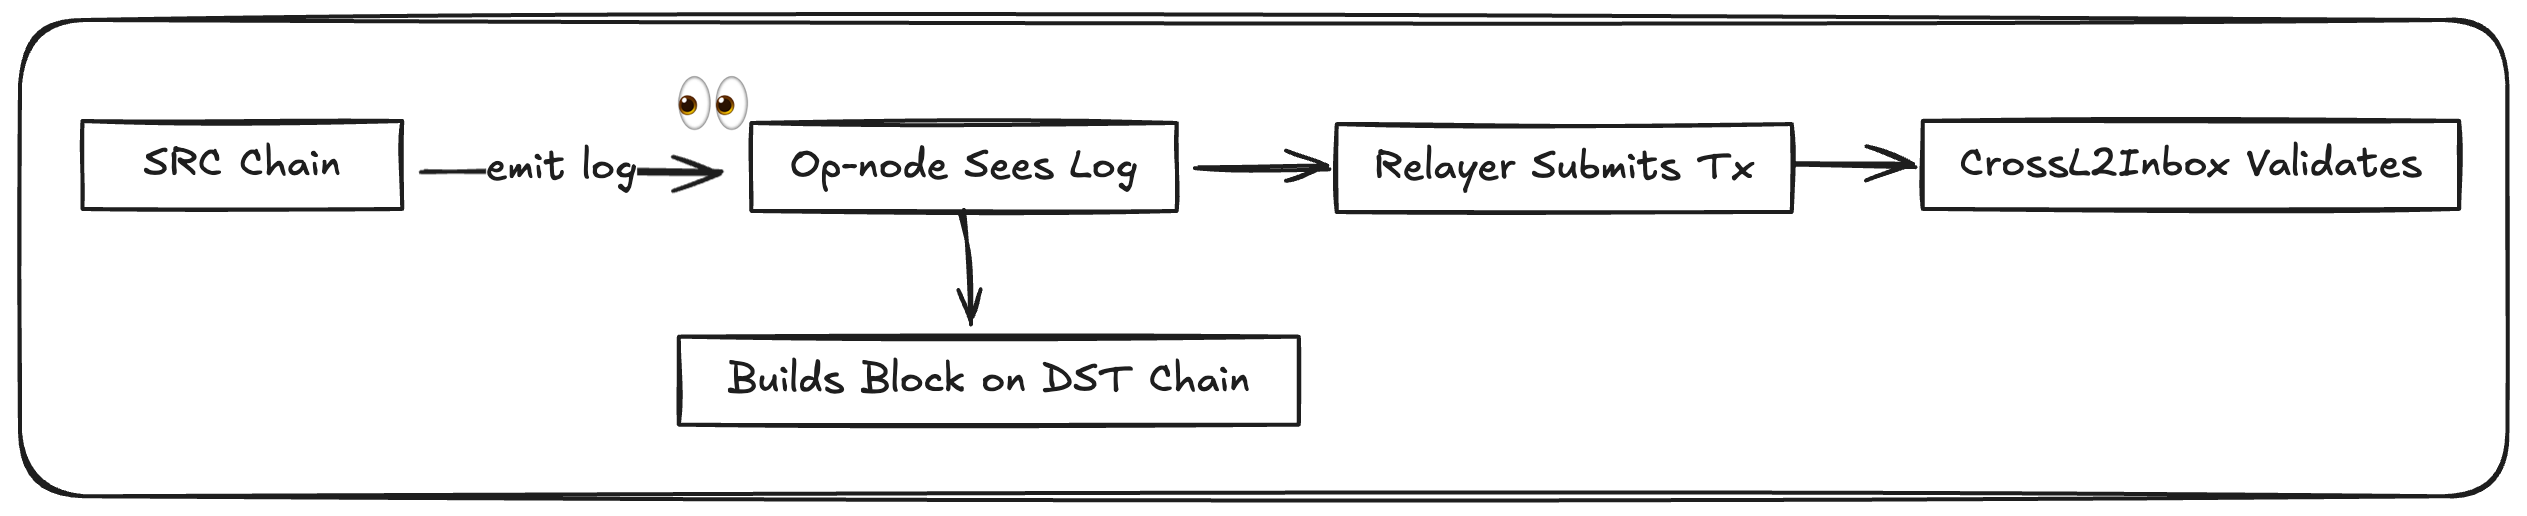 SRC Chain
emit log
Op-node Sees Log
Relayer Submits Tx
CrossL2Inbox Validates
Builds Block on DST Chain